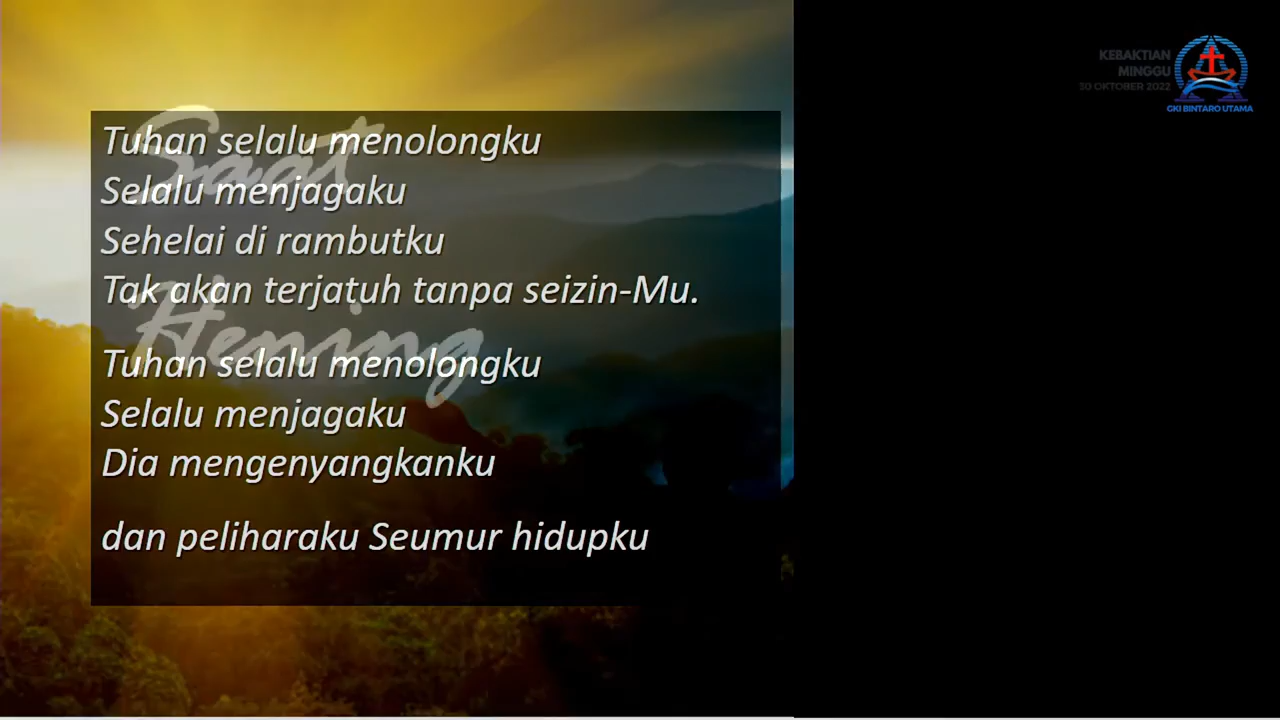 KEBAKTIAN
MINGGU
30 OKTOBER 2022
GKI BINTARO UTAMA
Saat
Hening
Tuhan selalu menolongku
Selalu menjagaku
Sehelai di rambutku
Tak akan terjatuh tanpa seizin-Mu.
Tuhan selalu menolongku
Selalu menjagaku
Dia mengenyangkanku
dan peliharaku Seumur hidupku